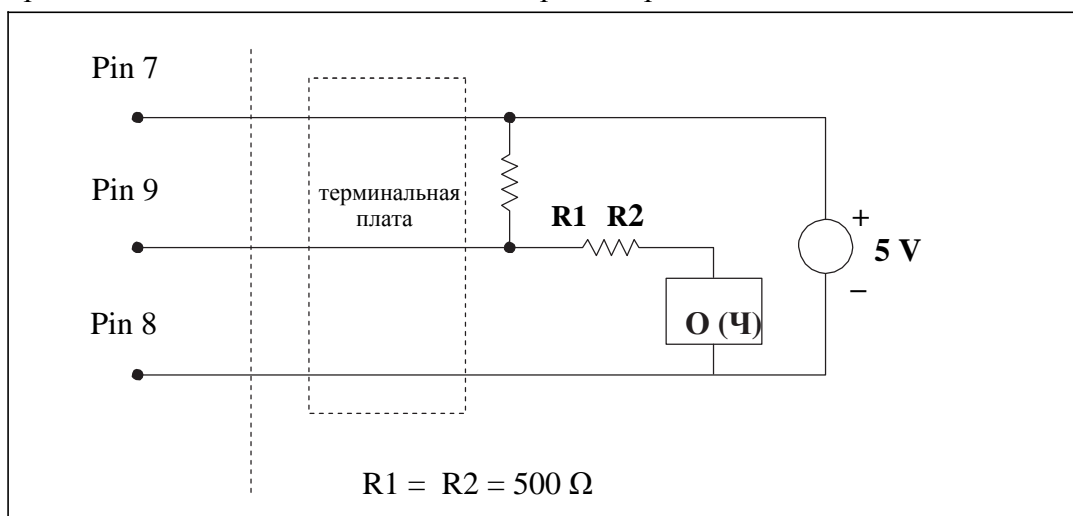 Pin 7
Pin 9
терминальная
плата
R1 R2
+
5 V
−
Pin 8
O (Ч)
R1 = R2 = 500 Ω